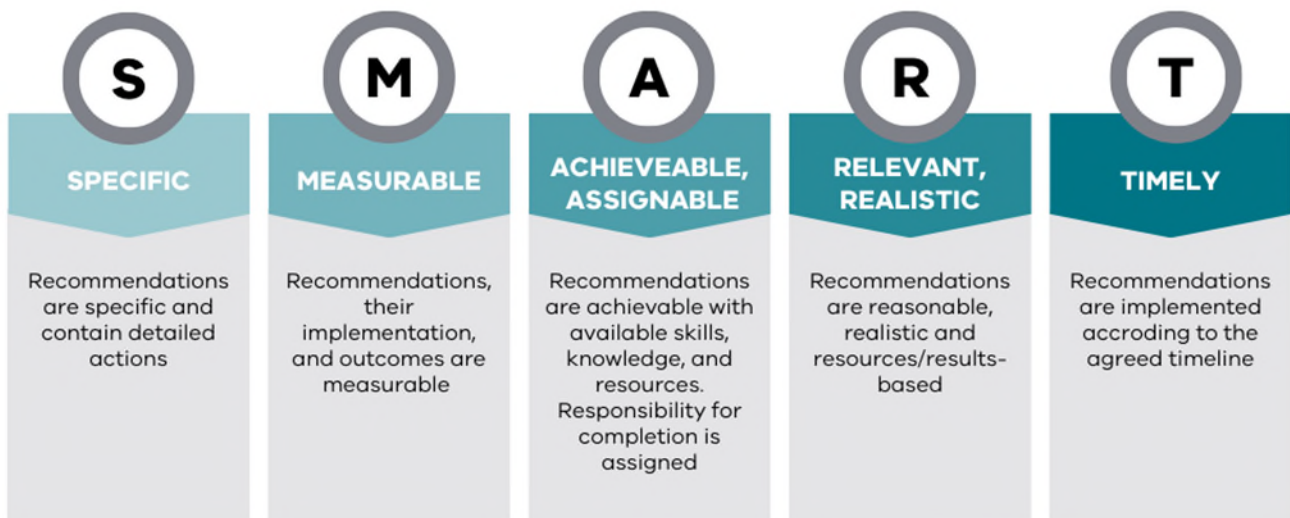 S
SPECIFIC
Recommendations
are specific and
contain detailed
actions
M
MEASURABLE
Recommendations,
their
implementation,
and outcomes are
measurable
A
ACHIEVEABLE,
ASSIGNABLE
Recommendations
are achievable with
available skills,
knowledge, and
resources.
Responsibility for
completion is
assigned
R
RELEVANT,
REALISTIC
Recommendations
are reasonable,
realistic and
resources/results-
based
T
TIMELY
Recommendations
are implemented
accroding to the
agreed timeline